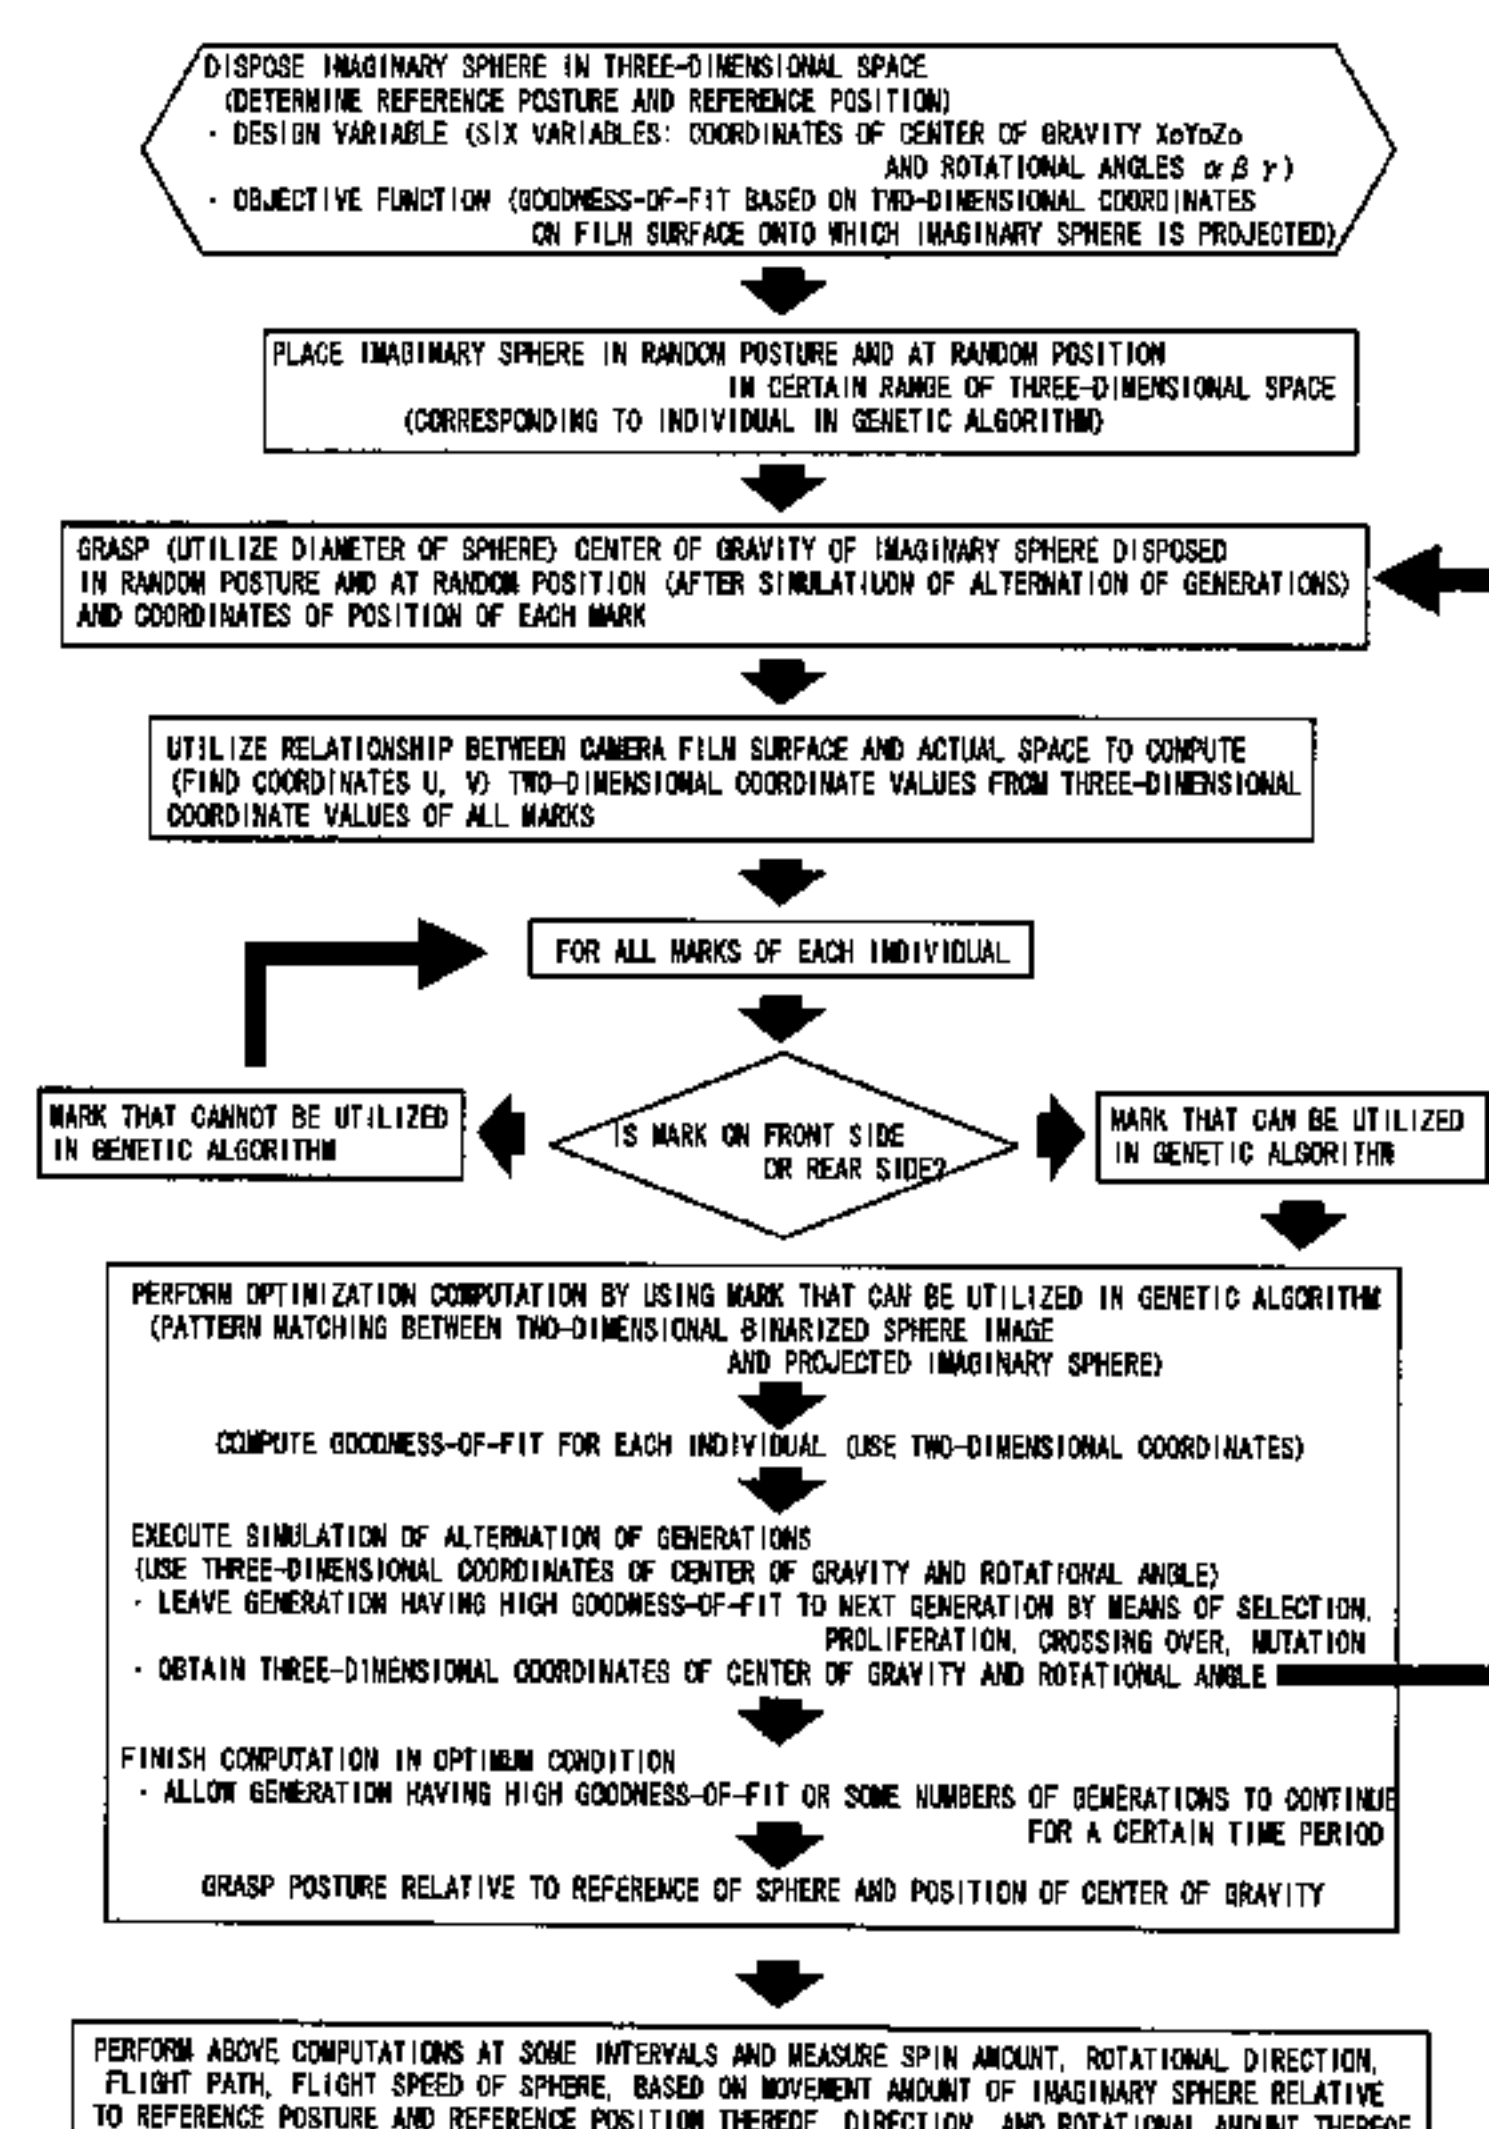 DISPOSE IMAGINARY SPHERE IN THREE-DIMENSIONAL SPACE
(DETERMINE REFERENCE POSTURE AND REFERENCE POSITION)
· DESIGN VARIABLE (SIX VARIABLES: COORDINATES OF CENTER OF GRAVITY XoYoZo
AND ROTATIONAL ANGLES α β γ)
· OBJECTIVE FUNCTION (GOODNESS-OF-FIT BASED ON TWO-DIMENSIONAL COORDINATES
ON FILM SURFACE ONTO WHICH IMAGINARY SPHERE IS PROJECTED)
PLACE IMAGINARY SPHERE IN RANDOM POSTURE AND AT RANDOM POSITION
IN CERTAIN RANGE OF THREE-DIMENSIONAL SPACE
(CORRESPONDING TO INDIVIDUAL IN GENETIC ALGORITHM)
GRASP (UTILIZE DIAMETER OF SPHERE) CENTER OF GRAVITY OF IMAGINARY SPHERE DISPOSED
IN RANDOM POSTURE AND AT RANDOM POSITION (AFTER SIMULATIUON OF ALTERNATION OF GENERATIONS)
AND COORDINATES OF POSITION OF EACH MARK
UTILIZE RELATIONSHIP BETWEEN CAMERA FILM SURFACE AND ACTUAL SPACE TO COMPUTE
(FIND COORDINATES U, V) TWO-DIMENSIONAL COORDINATE VALUES FROM THREE-DIMENSIONAL
COORDINATE VALUES OF ALL MARKS
FOR ALL MARKS OF EACH INDIVIDUAL
MARK THAT CANNOT BE UTILIZED
IN GENETIC ALGORITHM
IS MARK ON FRONT SIDE
OR REAR SIDE?
MARK THAT CAN BE UTILIZED
IN GENETIC ALGORITHM
PERFORM OPTIMIZATION COMPUTATION BY USING MARK THAT CAN BE UTILIZED IN GENETIC ALGORITHM
(PATTERN MATCHING BETWEEN TWO-DIMENSIONAL BINARIZED SPHERE IMAGE
AND PROJECTED IMAGINARY SPHERE)
COMPUTE GOODNESS-OF-FIT FOR EACH INDIVIDUAL (USE TWO-DIMENSIONAL COORDINATES)
EXECUTE SIMULATION OF ALTERNATION OF GENERATIONS
(USE THREE-DIMENSIONAL COORDINATES OF CENTER OF GRAVITY AND ROTATIONAL ANGLE)
· LEAVE GENERATION HAVING HIGH GOODNESS-OF-FIT TO NEXT GENERATION BY MEANS OF SELECTION,
PROLIFERATION, CROSSING OVER, MUTATION
· OBTAIN THREE-DIMENSIONAL COORDINATES OF CENTER OF GRAVITY AND ROTATIONAL ANGLE
FINISH COMPUTATION IN OPTIMUM CONDITION
· ALLOW GENERATION HAVING HIGH GOODNESS-OF-FIT OR SOME NUMBERS OF GENERATIONS TO CONTINUE
FOR A CERTAIN TIME PERIOD
GRASP POSTURE RELATIVE TO REFERENCE OF SPHERE AND POSITION OF CENTER OF GRAVITY
PERFORM ABOVE COMPUTATIONS AT SOME INTERVALS AND MEASURE SPIN AMOUNT, ROTATIONAL DIRECTION,
FLIGHT PATH, FLIGHT SPEED OF SPHERE, BASED ON MOVEMENT AMOUNT OF IMAGINARY SPHERE RELATIVE
TO REFERENCE POSTURE AND REFERENCE POSITION THEREOF, DIRECTION, AND ROTATIONAL AMOUNT THEREOF